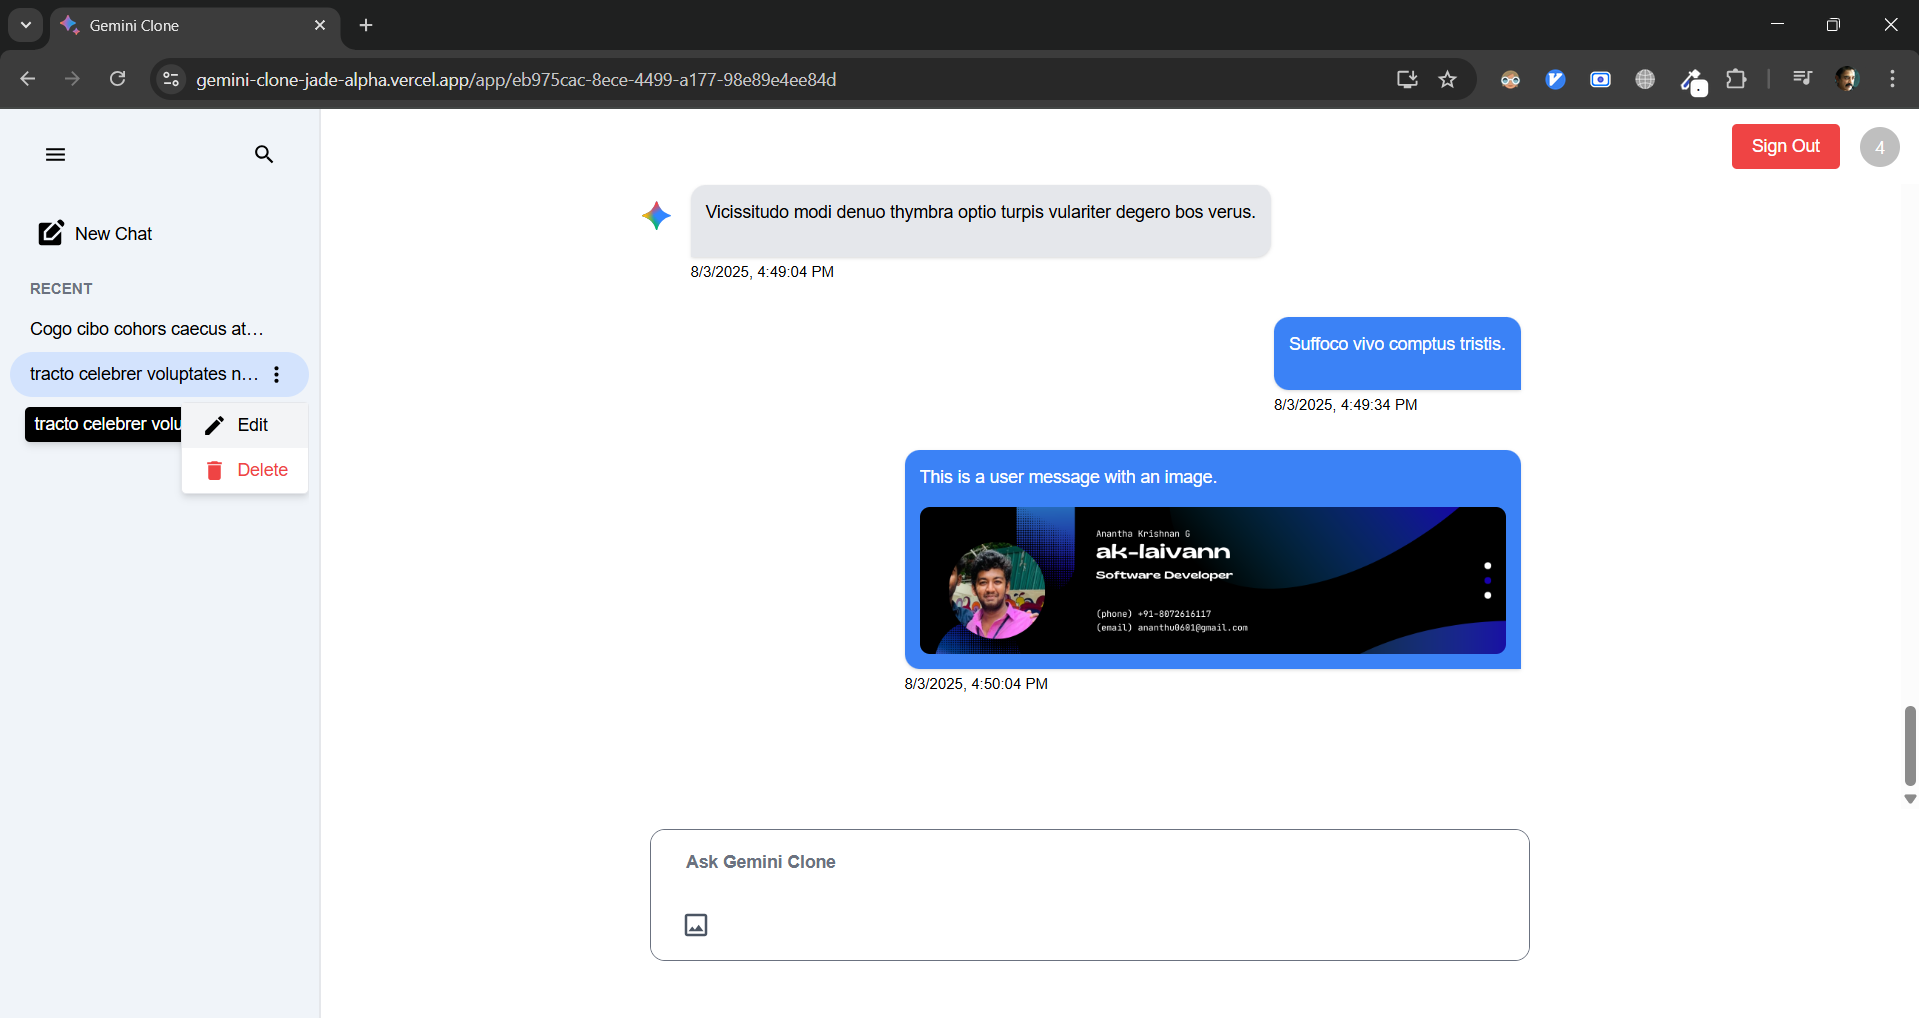 Gemini Clone
gemini-clone-jade-alpha.vercel.app/app/eb975cac-8ece-4499-a177-98e89e4ee84d
Sign Out
4
New Chat
RECENT
Cogo cibo cohors caecus at...
tracto celebrer voluptates n...
tracto celebrer volu
Edit
Delete
Vicissitudo modi denuo thymbra optio turpis vulariter degero bos verus.
8/3/2025, 4:49:04 PM
Suffoco vivo comptus tristis.
8/3/2025, 4:49:34 PM
This is a user message with an image.
Anantha Krishnan G
ak-laivann
Software Developer
(phone) +91-8072616117
(email) ananthu0601@gmail.com
8/3/2025, 4:50:04 PM
Ask Gemini Clone